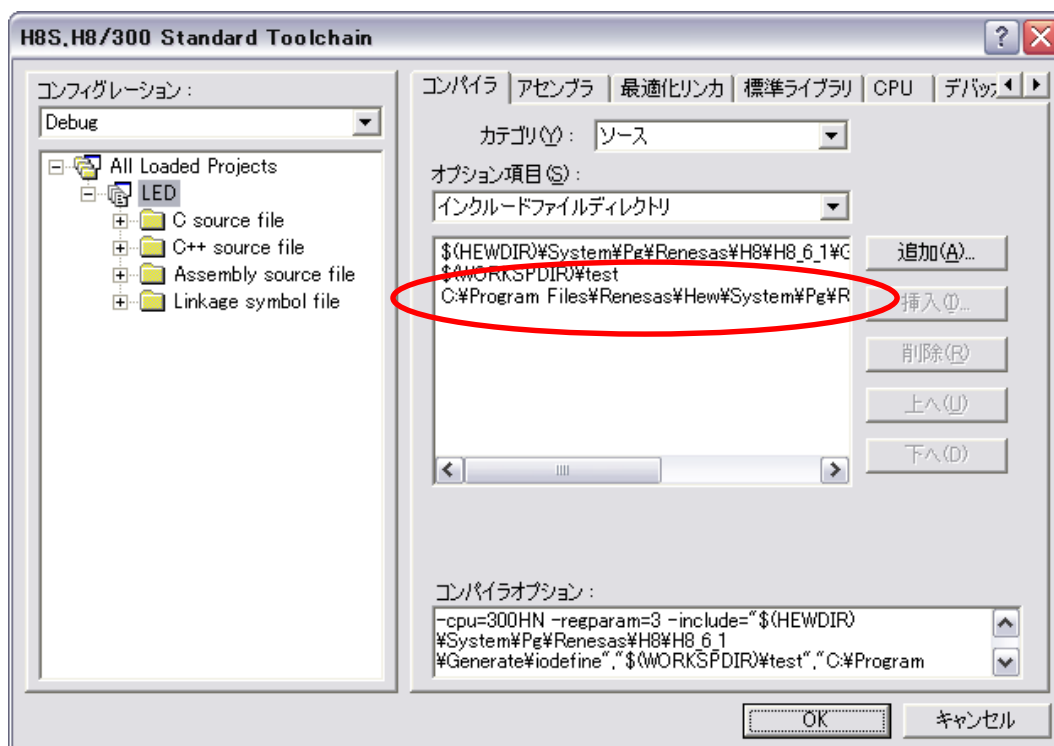 H8S,H8/300 Standard Toolchain
コンフィグレーション :
Debug
All Loaded Projects
LED
C source file
C++ source file
Assembly source file
Linkage symbol file
コンパイラ アセンブラ 最適化リンカ 標準ライブラリ CPU デバッ
カテゴリ(Y) : ソース
オプション項目(S) :
インクルードファイルディレクトリ
$(HEWDIR)¥System¥Pg¥Renesas¥H8¥H8_6_1¥G
$(WORKSPDIR)¥test
C:¥Program Files¥Renesas¥Hew¥System¥Pg¥R
追加(A)...
挿入(I)...
削除(R)
上へ(U)
下へ(D)
コンパイラオプション :
-cpu=300HN -regparam=3 -include="$(HEWDIR)
¥System¥Pg¥Renesas¥H8¥H8_6_1
¥Generate¥iodefine","$(WORKSPDIR)¥test","C:¥Program
OK キャンセル